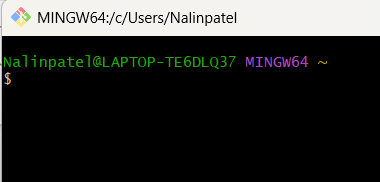 MINGW64:/c/Users/Nalinpatel
Nalinpatel@LAPTOP-TE6DLQ37 MINGW64 ~
$